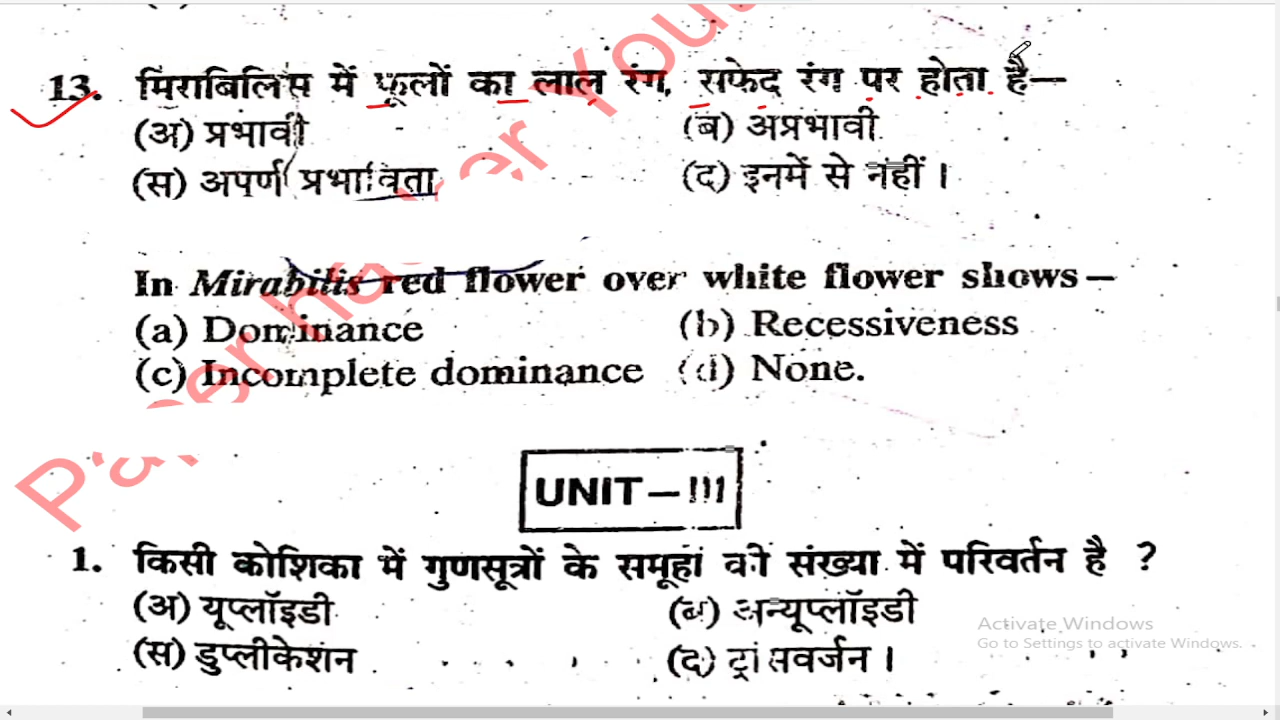 13. मिराबिलिस में फूलों का लाल रंग, सफेद रंग पर होता है—
(अ) प्रभावी (ब) अप्रभावी
(स) अपर्ण प्रभाविता (द) इनमें से नहीं ।
In Mirabilis red flower over white flower shows—
(a) Dominance (b) Recessiveness
(c) Incomplete dominance (d) None.
UNIT—III
1. किसी कोशिका में गुणसूत्रों के समूहों की संख्या में परिवर्तन है ?
(अ) यूप्लॉइडी (ब) अन्यूप्लॉइडी
(स) डुप्लीकेशन (द) ट्रांसवर्जन ।
Activate Windows
Go to Settings to activate Windows.